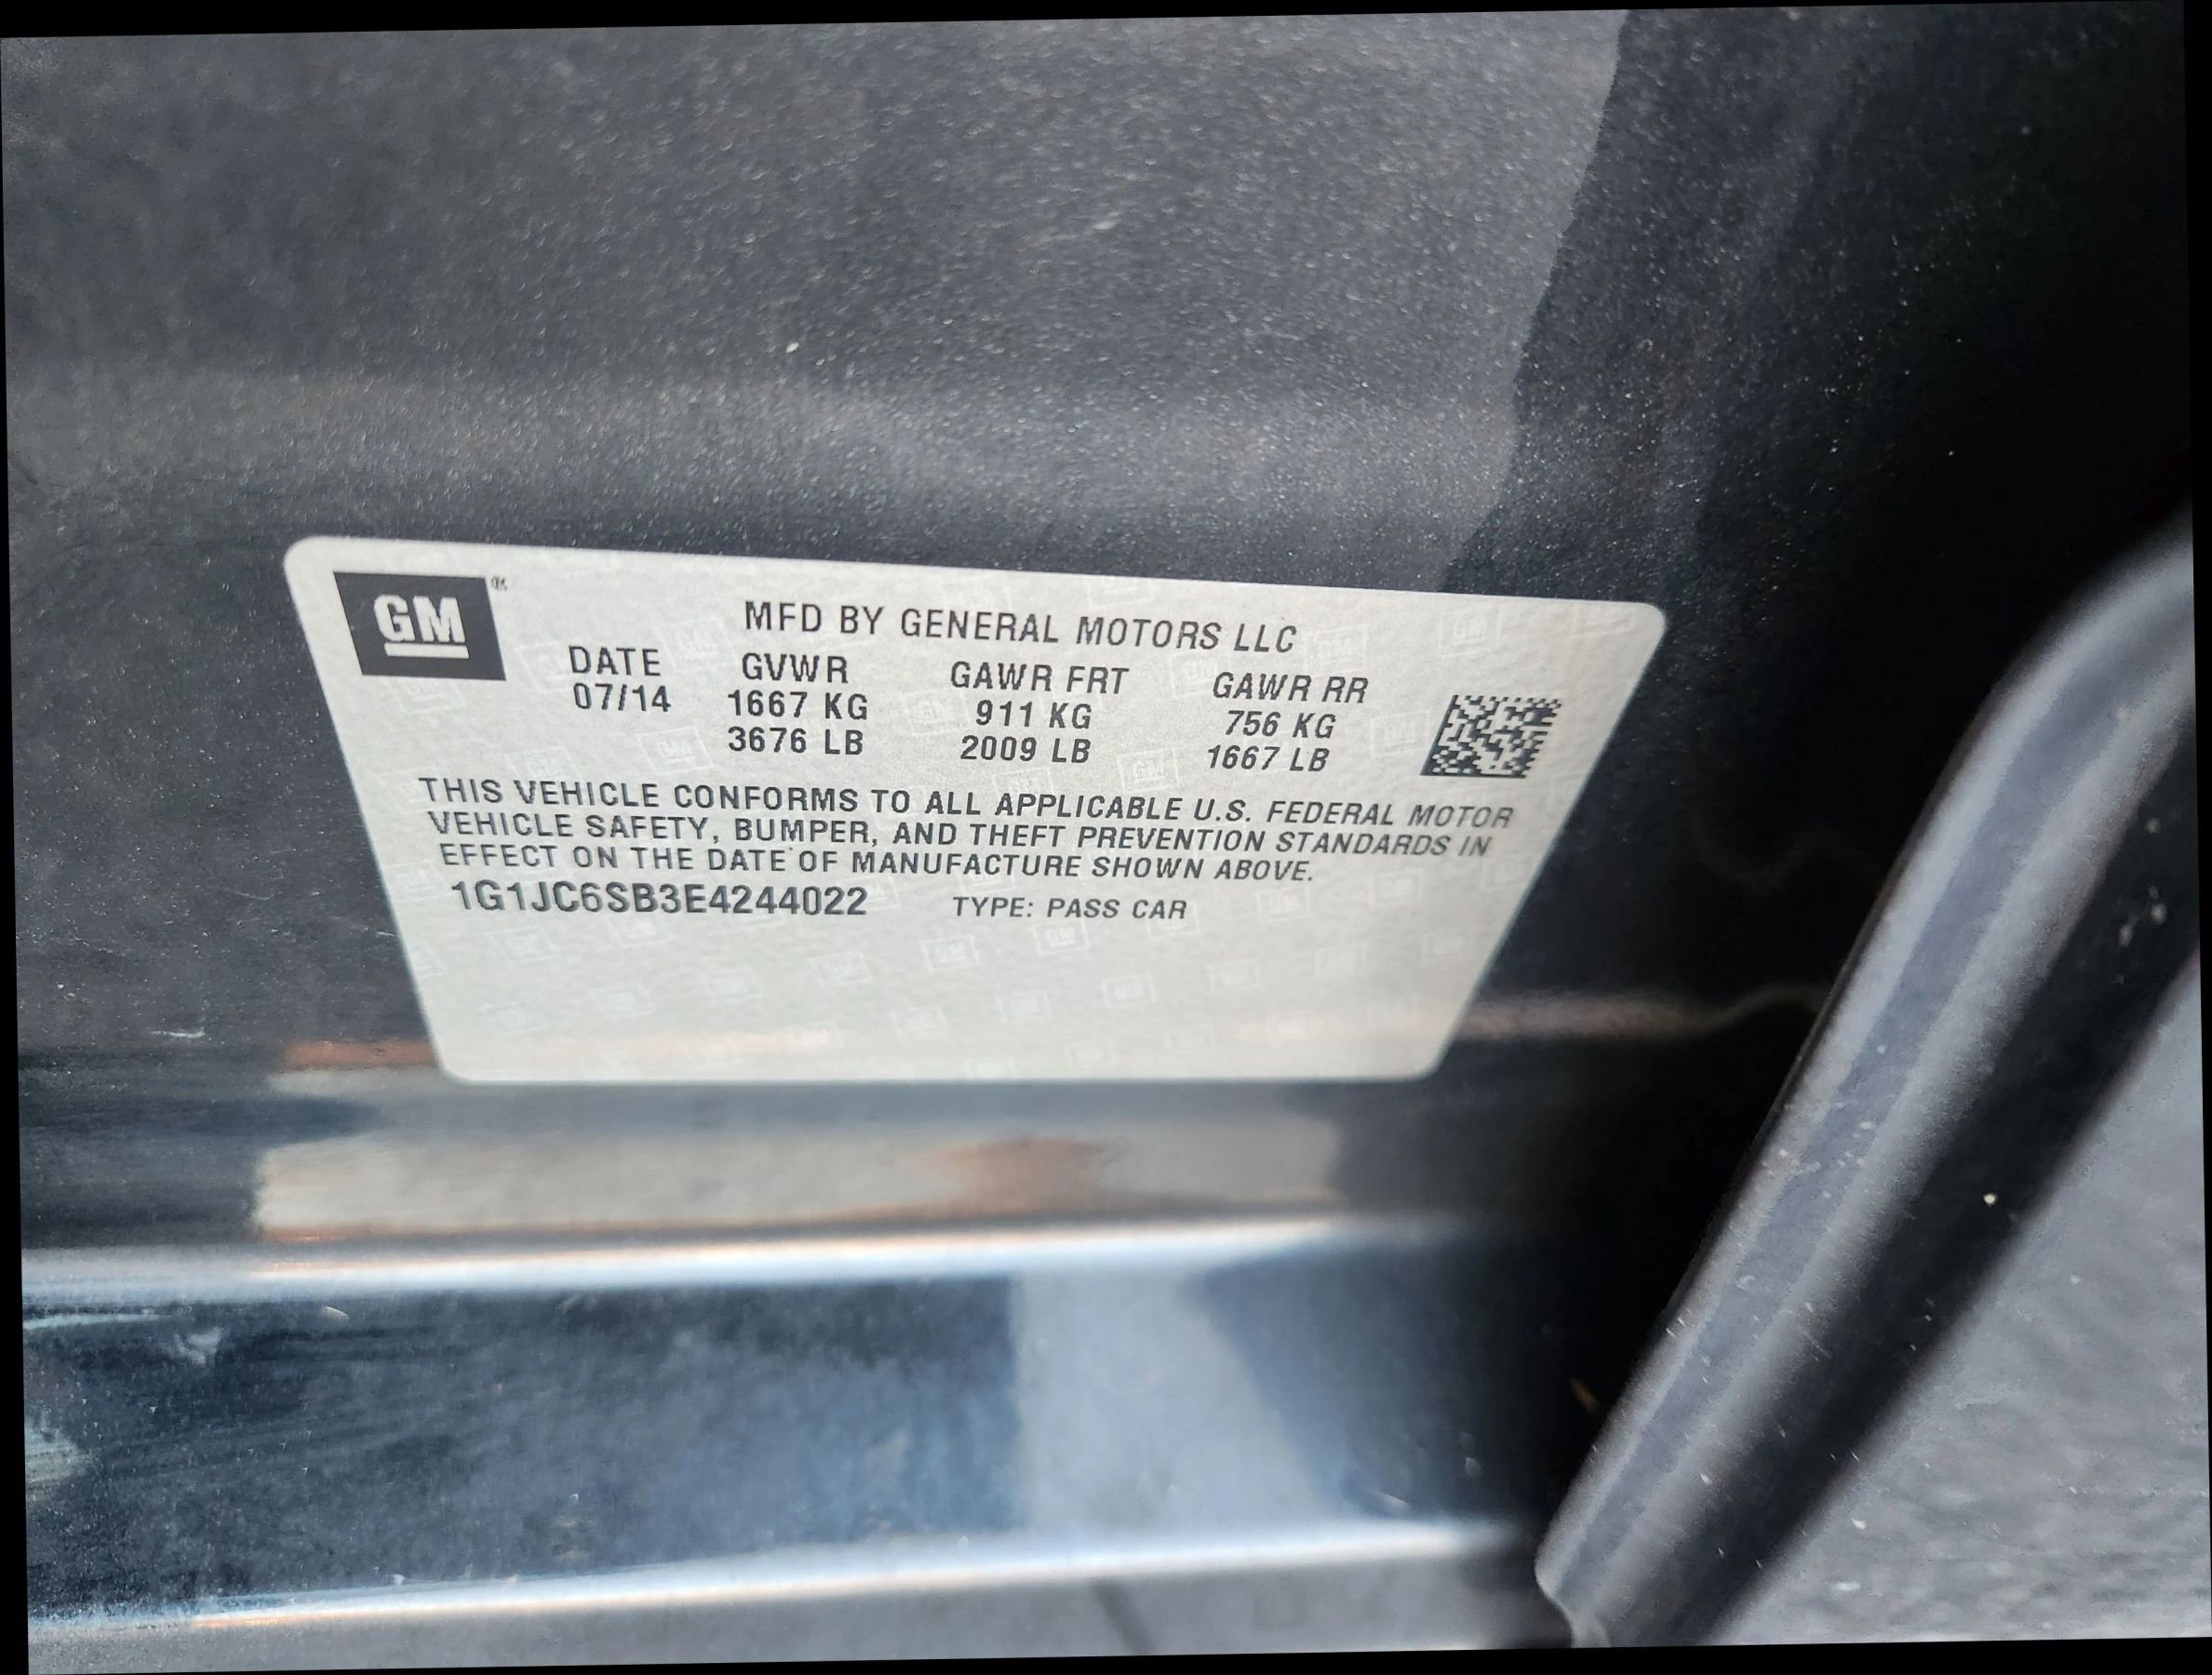 GM®
MFD BY GENERAL MOTORS LLC
DATE GVWR GAWR FRT GAWR RR
07/14 1667 KG 911 KG 756 KG
3676 LB 2009 LB 1667 LB
THIS VEHICLE CONFORMS TO ALL APPLICABLE U.S. FEDERAL MOTOR
VEHICLE SAFETY, BUMPER, AND THEFT PREVENTION STANDARDS IN
EFFECT ON THE DATE OF MANUFACTURE SHOWN ABOVE.
1G1JC6SB3E4244022 TYPE: PASS CAR